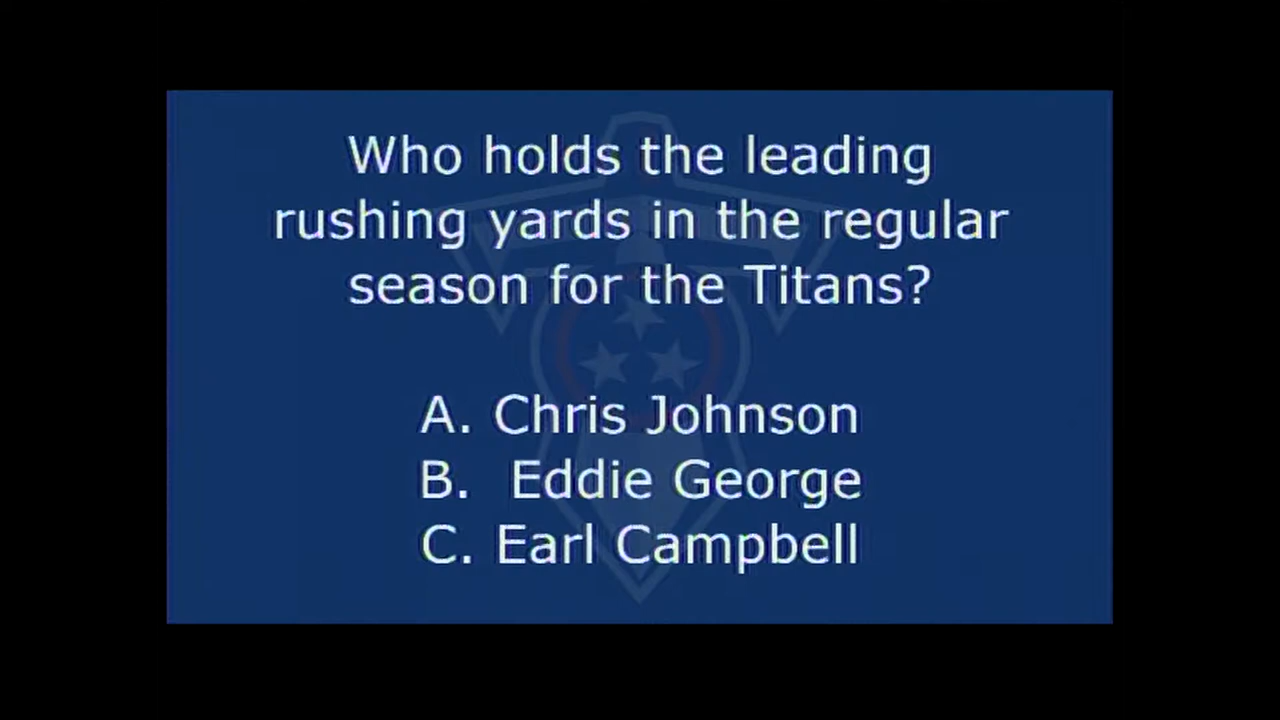 Who holds the leading
rushing yards in the regular
season for the Titans?
A. Chris Johnson
B. Eddie George
C. Earl Campbell